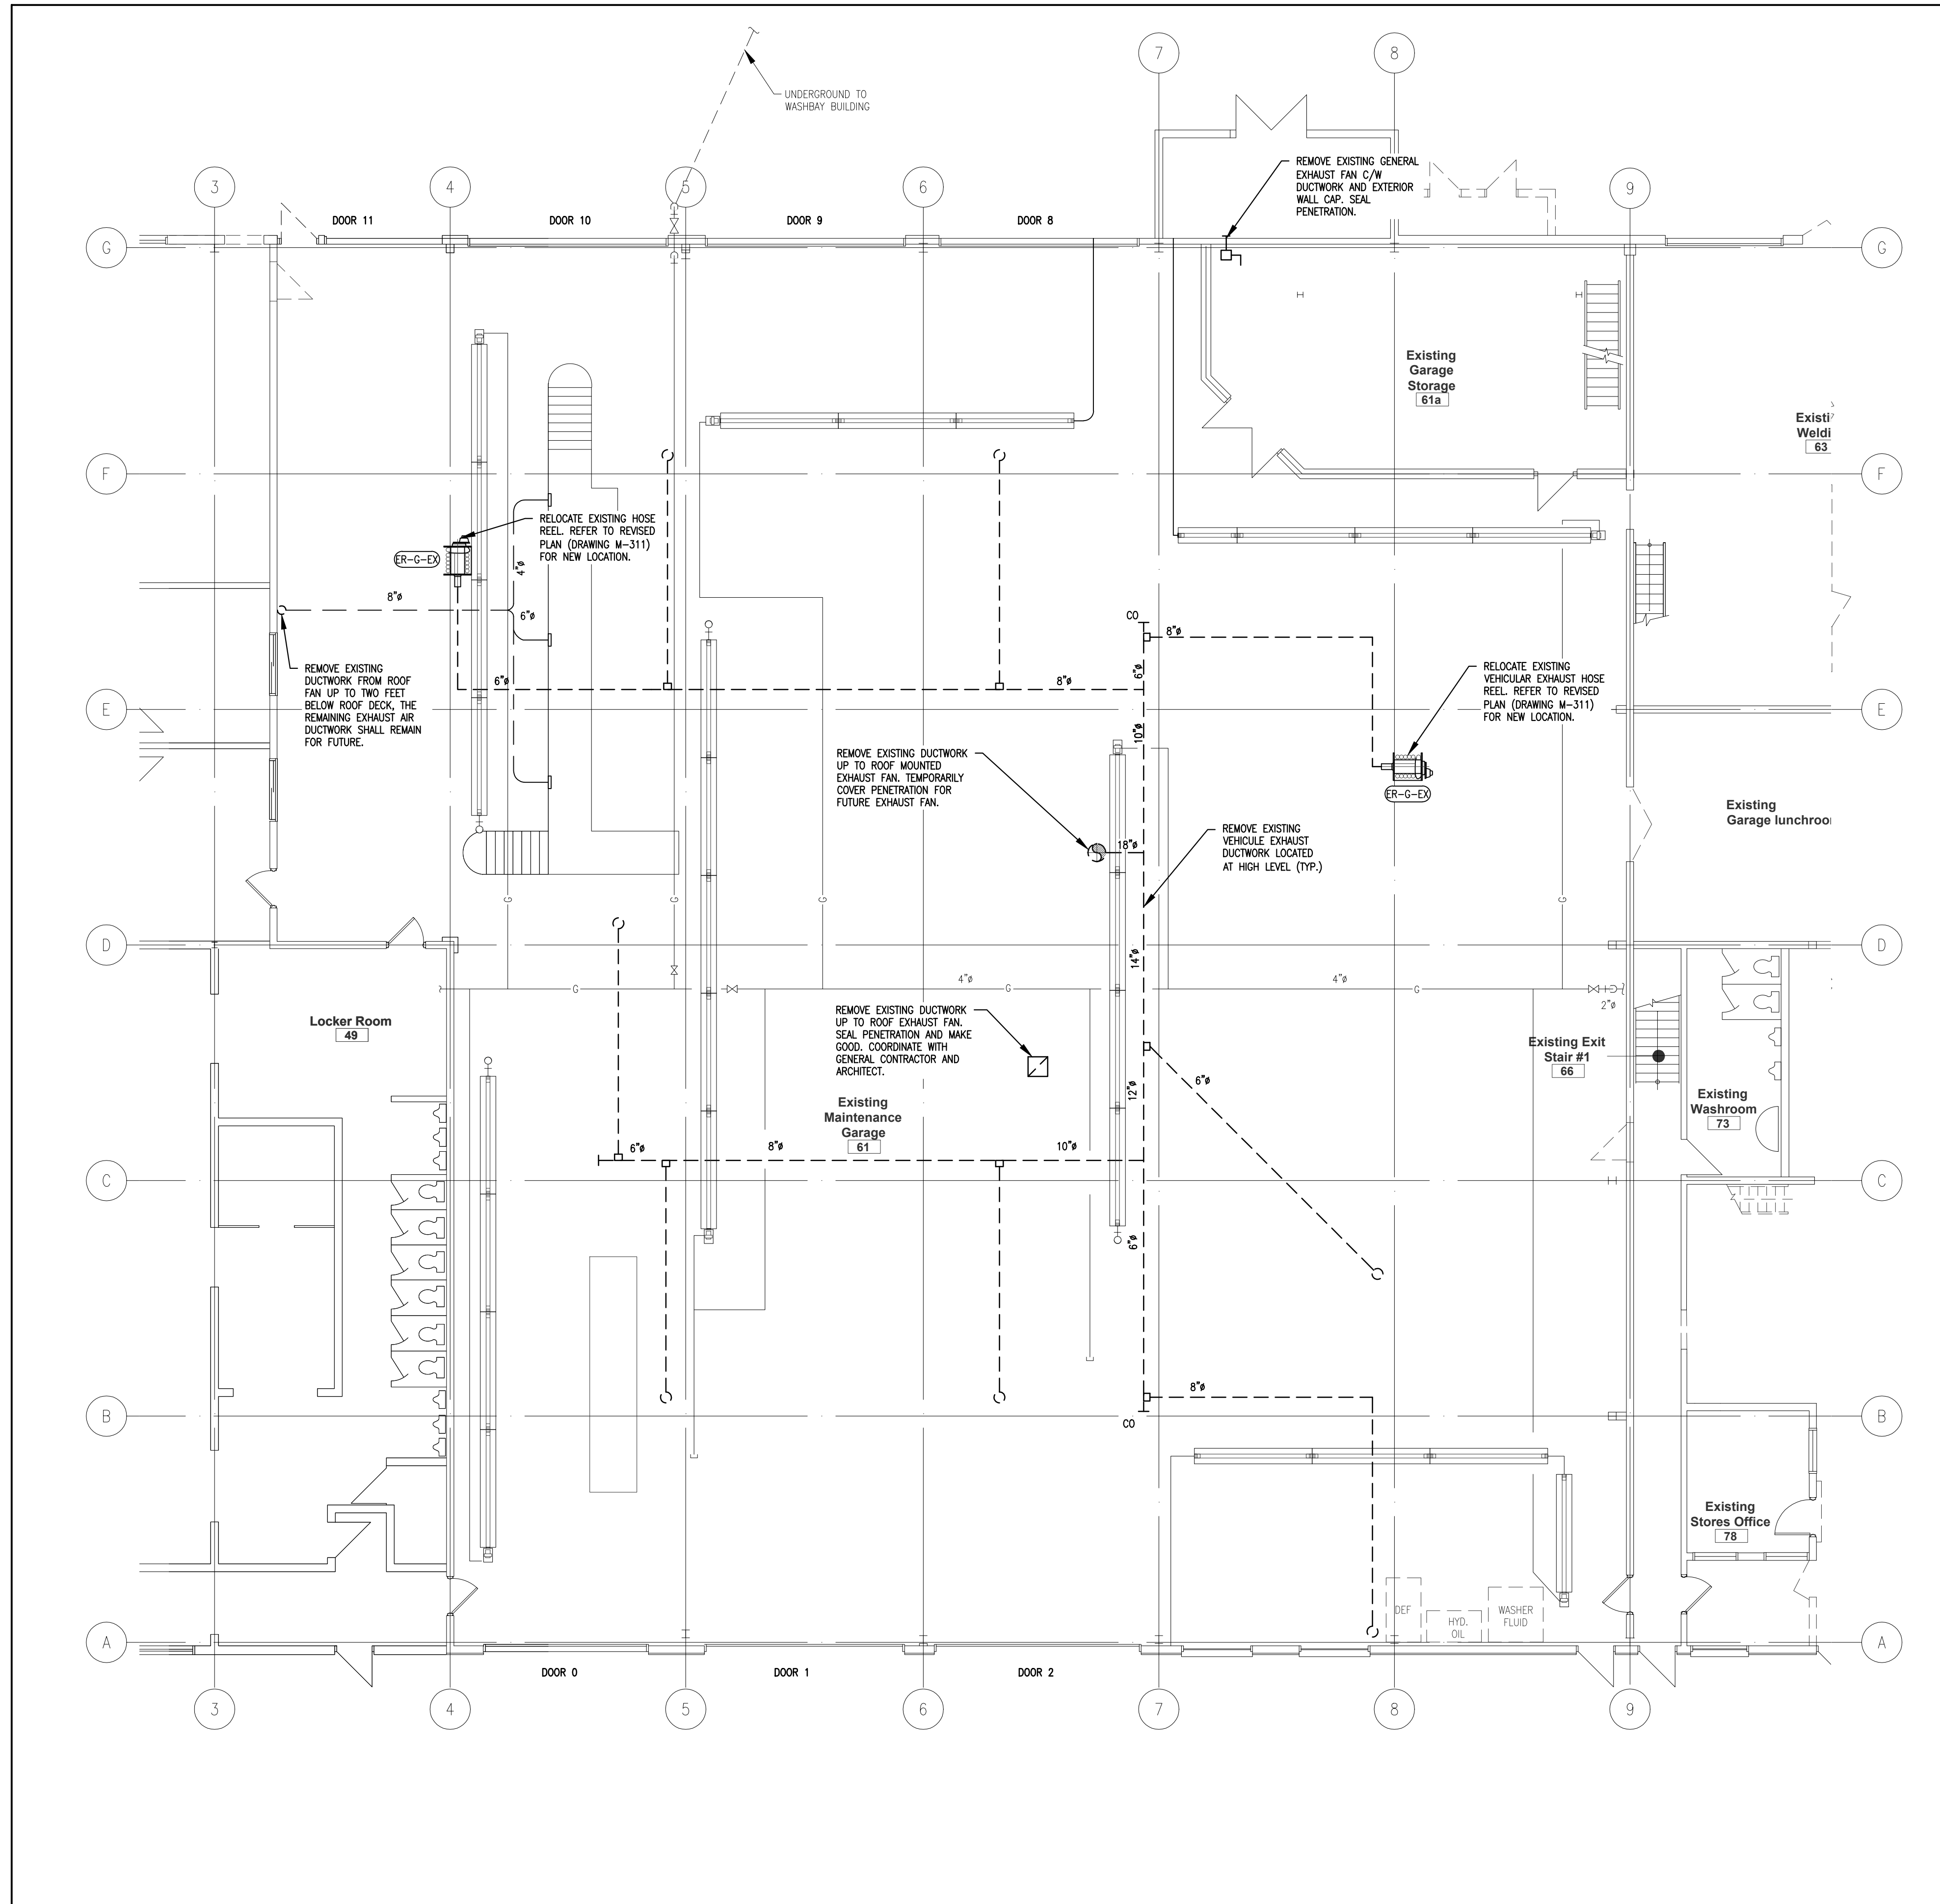 7
8
UNDERGROUND TO
WASHBAY BUILDING
REMOVE EXISTING GENERAL
EXHAUST FAN C/W
DUCTWORK AND EXTERIOR
WALL CAP. SEAL
PENETRATION.
3
4
5
6
9
DOOR 11
DOOR 10
DOOR 9
DOOR 8
G
G
Existing
Garage
Storage
61a
Existi
Weldi
63
F
F
RELOCATE EXISTING HOSE
REEL. REFER TO REVISED
PLAN (DRAWING M-311)
FOR NEW LOCATION.
ER-G-EX
4"ø
8"ø
6"ø
CO
8"ø
6"ø
REMOVE EXISTING
DUCTWORK FROM ROOF
FAN UP TO TWO FEET
BELOW ROOF DECK, THE
REMAINING EXHAUST AIR
DUCTWORK SHALL REMAIN
FOR FUTURE.
6"ø
8"ø
RELOCATE EXISTING
VEHICULAR EXHAUST HOSE
REEL. REFER TO REVISED
PLAN (DRAWING M-311)
FOR NEW LOCATION.
E
E
10"ø
REMOVE EXISTING DUCTWORK
UP TO ROOF MOUNTED
EXHAUST FAN. TEMPORARILY
COVER PENETRATION FOR
FUTURE EXHAUST FAN.
ER-G-EX
Existing
Garage lunchroo
18"ø
REMOVE EXISTING
VEHICULE EXHAUST
DUCTWORK LOCATED
AT HIGH LEVEL (TYP.)
G
G
G
G
D
D
14"ø
4"ø
4"ø
G
G
G
2"ø
Locker Room
49
REMOVE EXISTING DUCTWORK
UP TO ROOF EXHAUST FAN.
SEAL PENETRATION AND MAKE
GOOD. COORDINATE WITH
GENERAL CONTRACTOR AND
ARCHITECT.
Existing Exit
Stair #1
66
12"ø
6"ø
Existing
Maintenance
Garage
61
Existing
Washroom
73
6"ø
8"ø
10"ø
C
C
6"ø
8"ø
B
B
CO
Existing
Stores Office
78
DEF
HYD.
OIL
WASHER
FLUID
A
A
DOOR 0
DOOR 1
DOOR 2
3
4
5
6
7
8
9